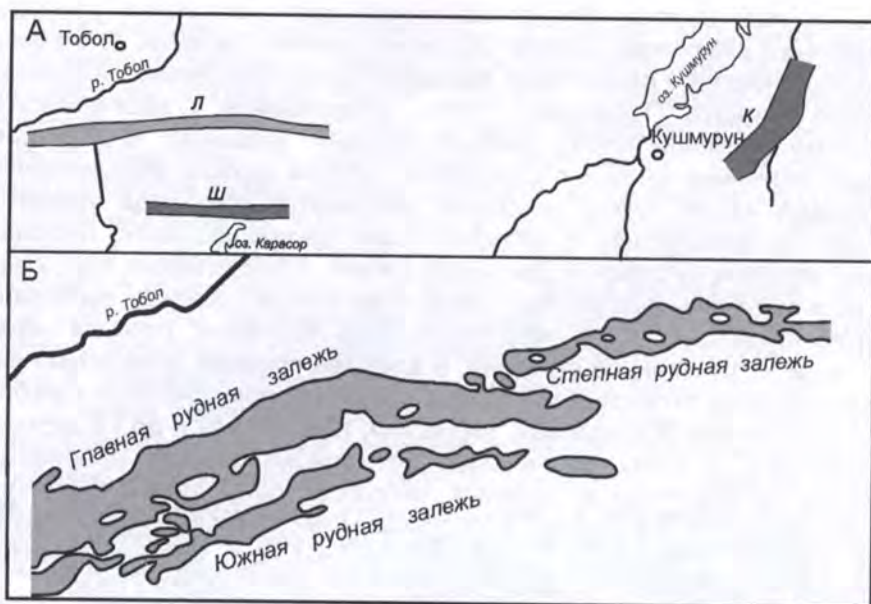 А
Тобол
р. Тобол
Л
Ш
оз. Карасор
оз. Кушмурун
Кушмурун
К
Б
р. Тобол
Главная рудная залежь
Степная рудная залежь
Южная рудная залежь